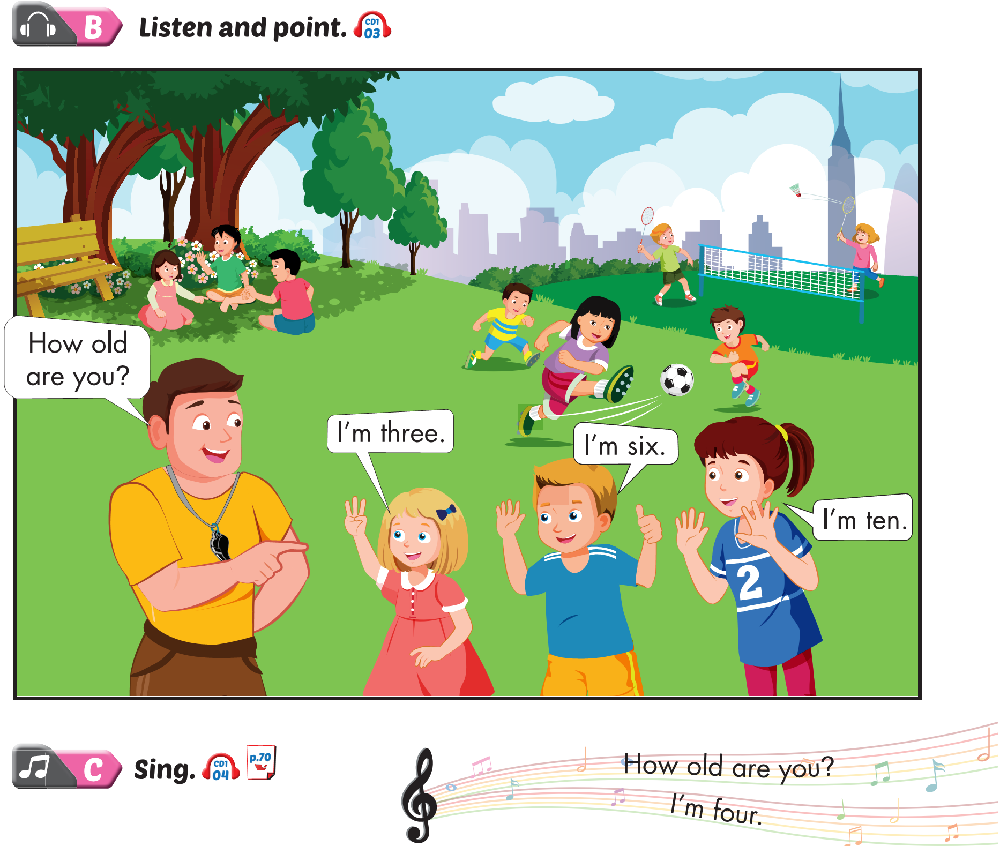 B Listen and point. CD1 03
How old
are you?
I'm three.
I'm six.
I'm ten.
2
C Sing. CD1 04 p.70
How old are you?
I'm four.